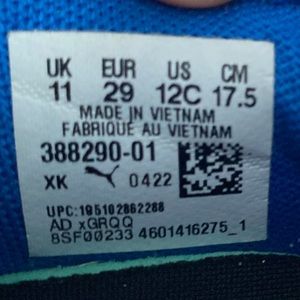 UK EUR US CM
11 29 12C 17.5
MADE IN VIETNAM
FABRIQUÉ AU VIETNAM
388290-01
XK 0422
UPC:195102862288
AD xGRQQ
8SF00233 4601416275_1